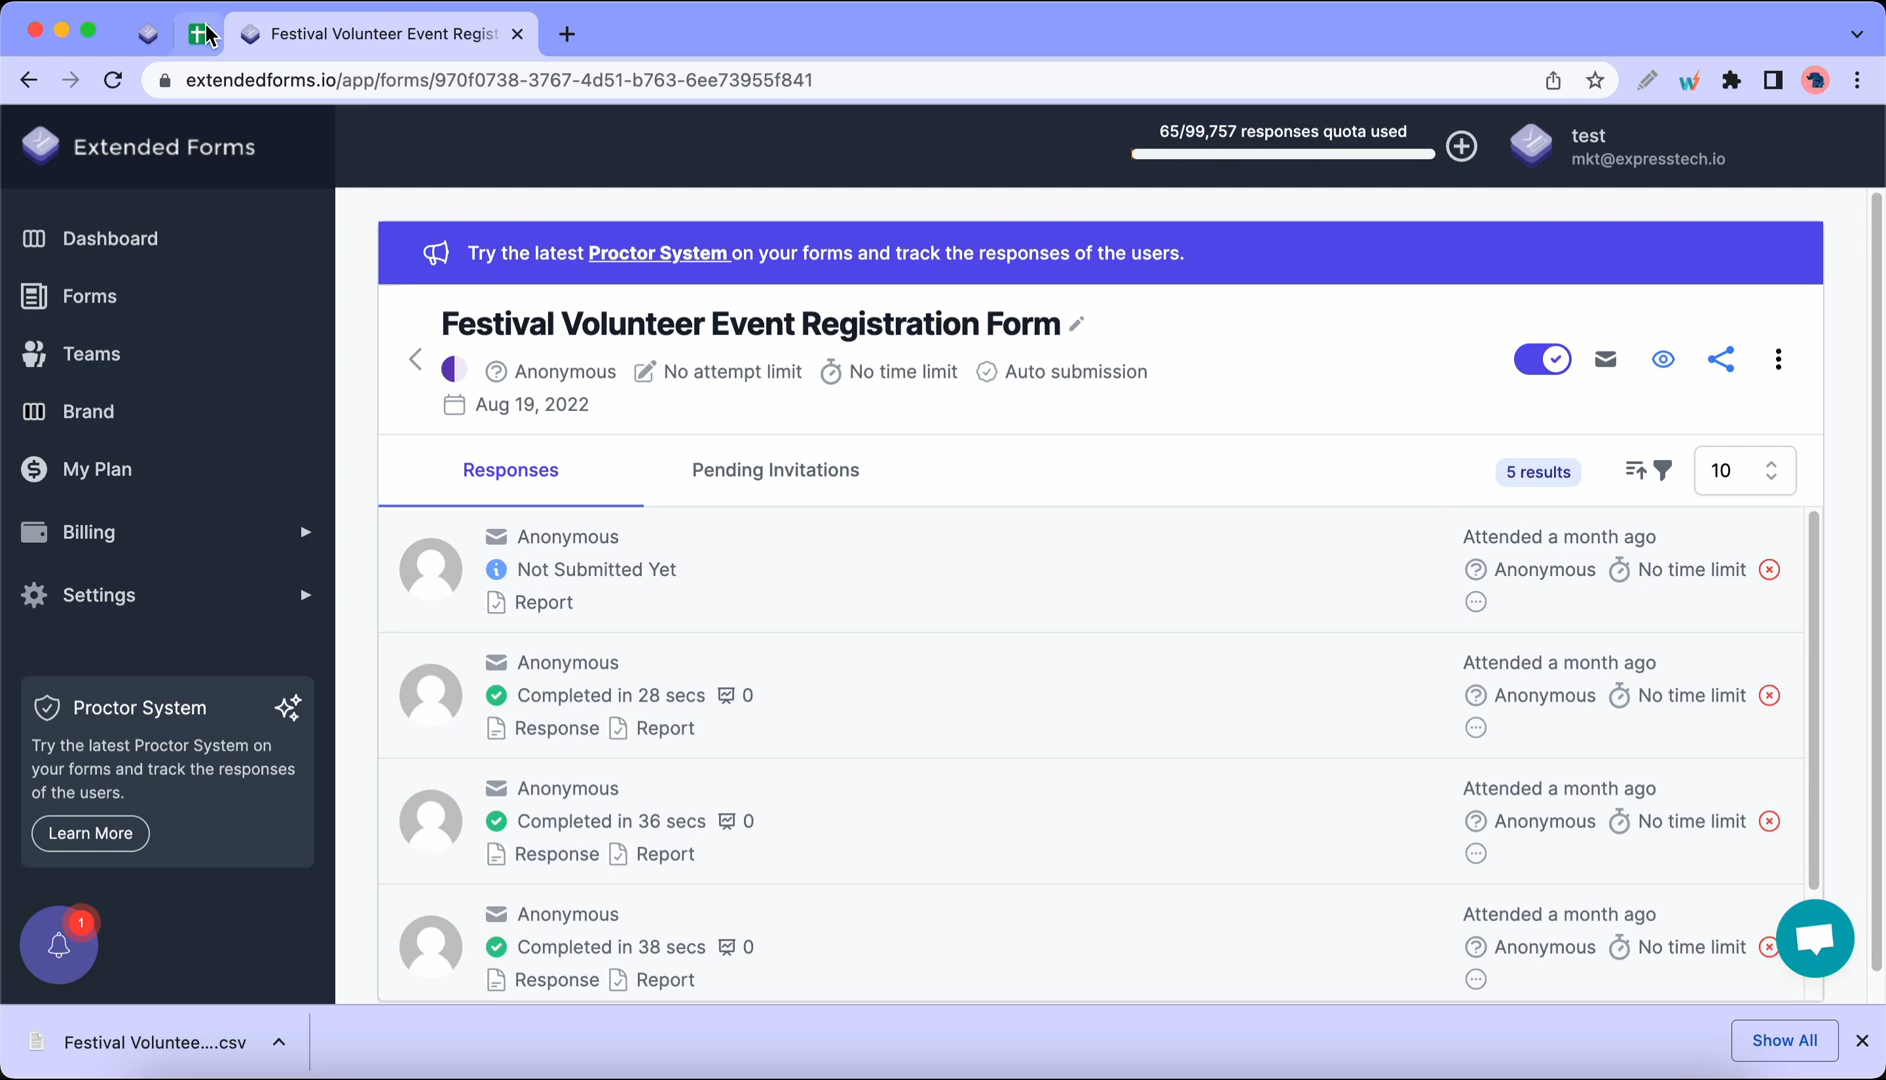 Festival Volunteer Event Regist
extendedforms.io/app/forms/970f0738-3767-4d51-b763-6ee73955f841
Extended Forms
65/99,757 responses quota used
test
mkt@expresstech.io
Dashboard
Forms
Teams
Brand
My Plan
Billing
Settings
Proctor System
Try the latest Proctor System on
your forms and track the responses
of the users.
Learn More
1
Try the latest Proctor System on your forms and track the responses of the users.
Festival Volunteer Event Registration Form
Anonymous No attempt limit No time limit Auto submission
Aug 19, 2022
Responses Pending Invitations 5 results 10
Anonymous Attended a month ago
Not Submitted Yet Anonymous No time limit
Report
Anonymous Attended a month ago
Completed in 28 secs 0 Anonymous No time limit
Response Report
Anonymous Attended a month ago
Completed in 36 secs 0 Anonymous No time limit
Response Report
Anonymous Attended a month ago
Completed in 38 secs 0 Anonymous No time limit
Response Report
Festival Voluntee....csv Show All